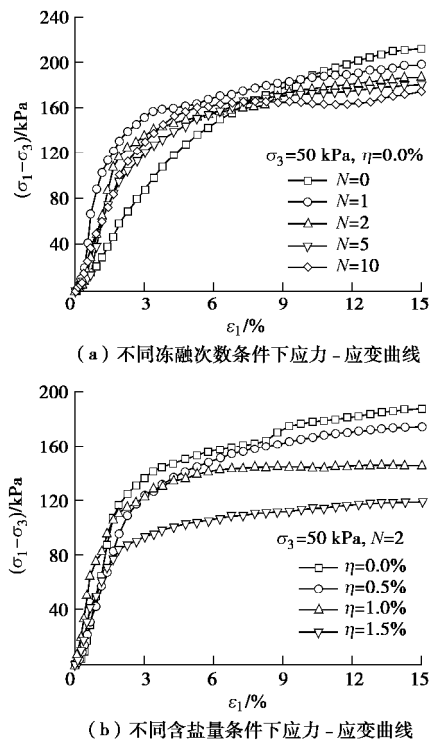 240
200
160
120
80
40
(σ₁-σ₃)/kPa
σ₃=50 kPa, η=0.0%
N=0
N=1
N=2
N=5
N=10
0 3 6 9 12 15
ε₁/%
(a) 不同冻融次数条件下应力-应变曲线
200
160
120
80
40
(σ₁-σ₃)/kPa
σ₃=50 kPa, N=2
η=0.0%
η=0.5%
η=1.0%
η=1.5%
0 3 6 9 12 15
ε₁/%
(b) 不同含盐量条件下应力-应变曲线